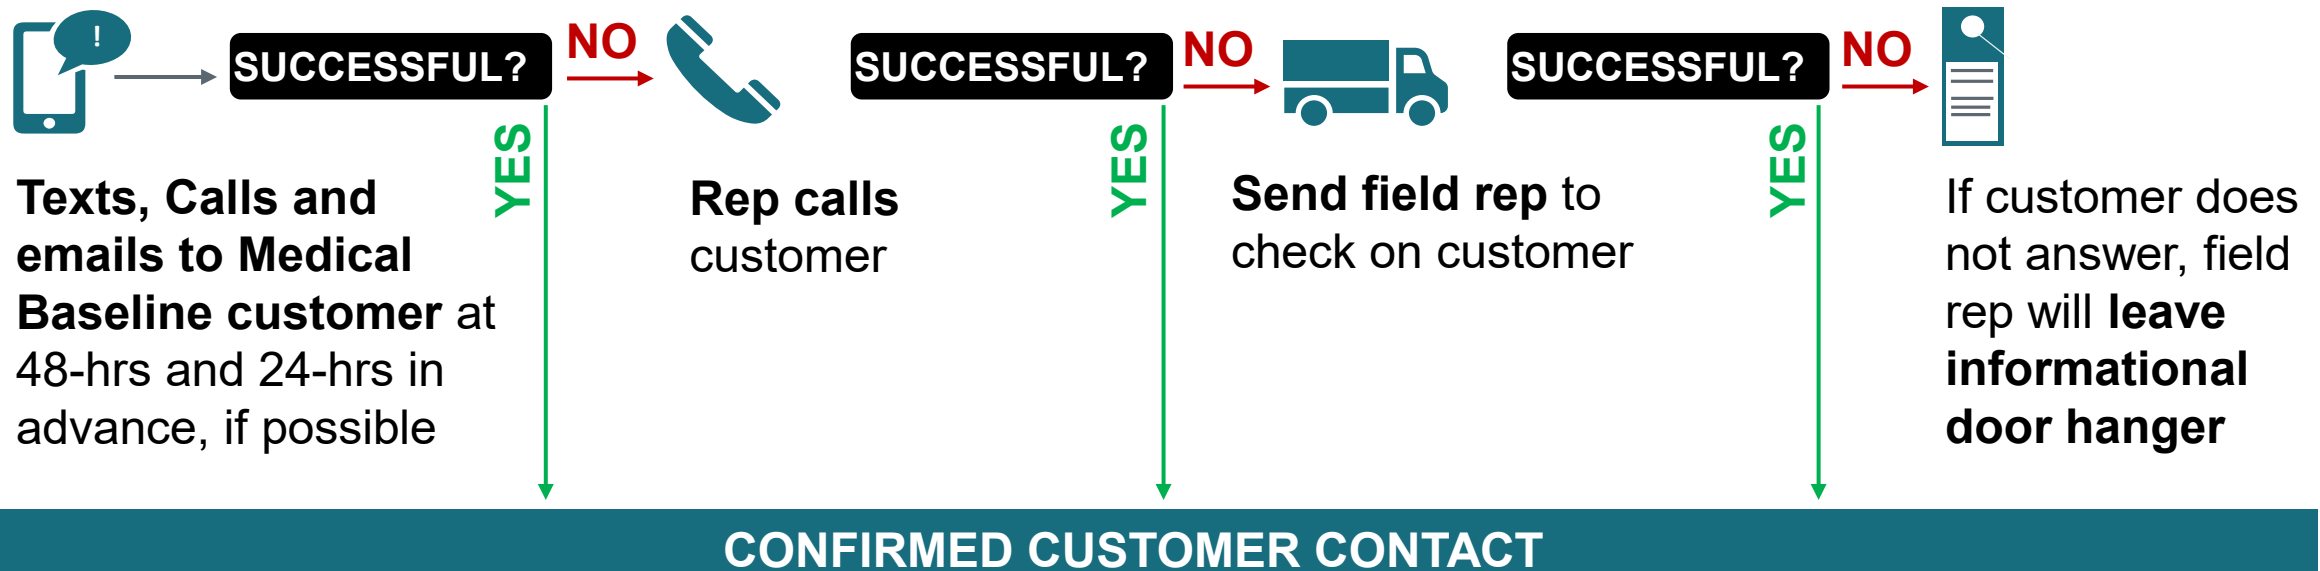 !
SUCCESSFUL?
NO
SUCCESSFUL?
NO
SUCCESSFUL?
NO
YES
YES
YES
Texts, Calls and
emails to Medical
Baseline customer at
48-hrs and 24-hrs in
advance, if possible
Rep calls
customer
Send field rep to
check on customer
If customer does
not answer, field
rep will leave
informational
door hanger
CONFIRMED CUSTOMER CONTACT